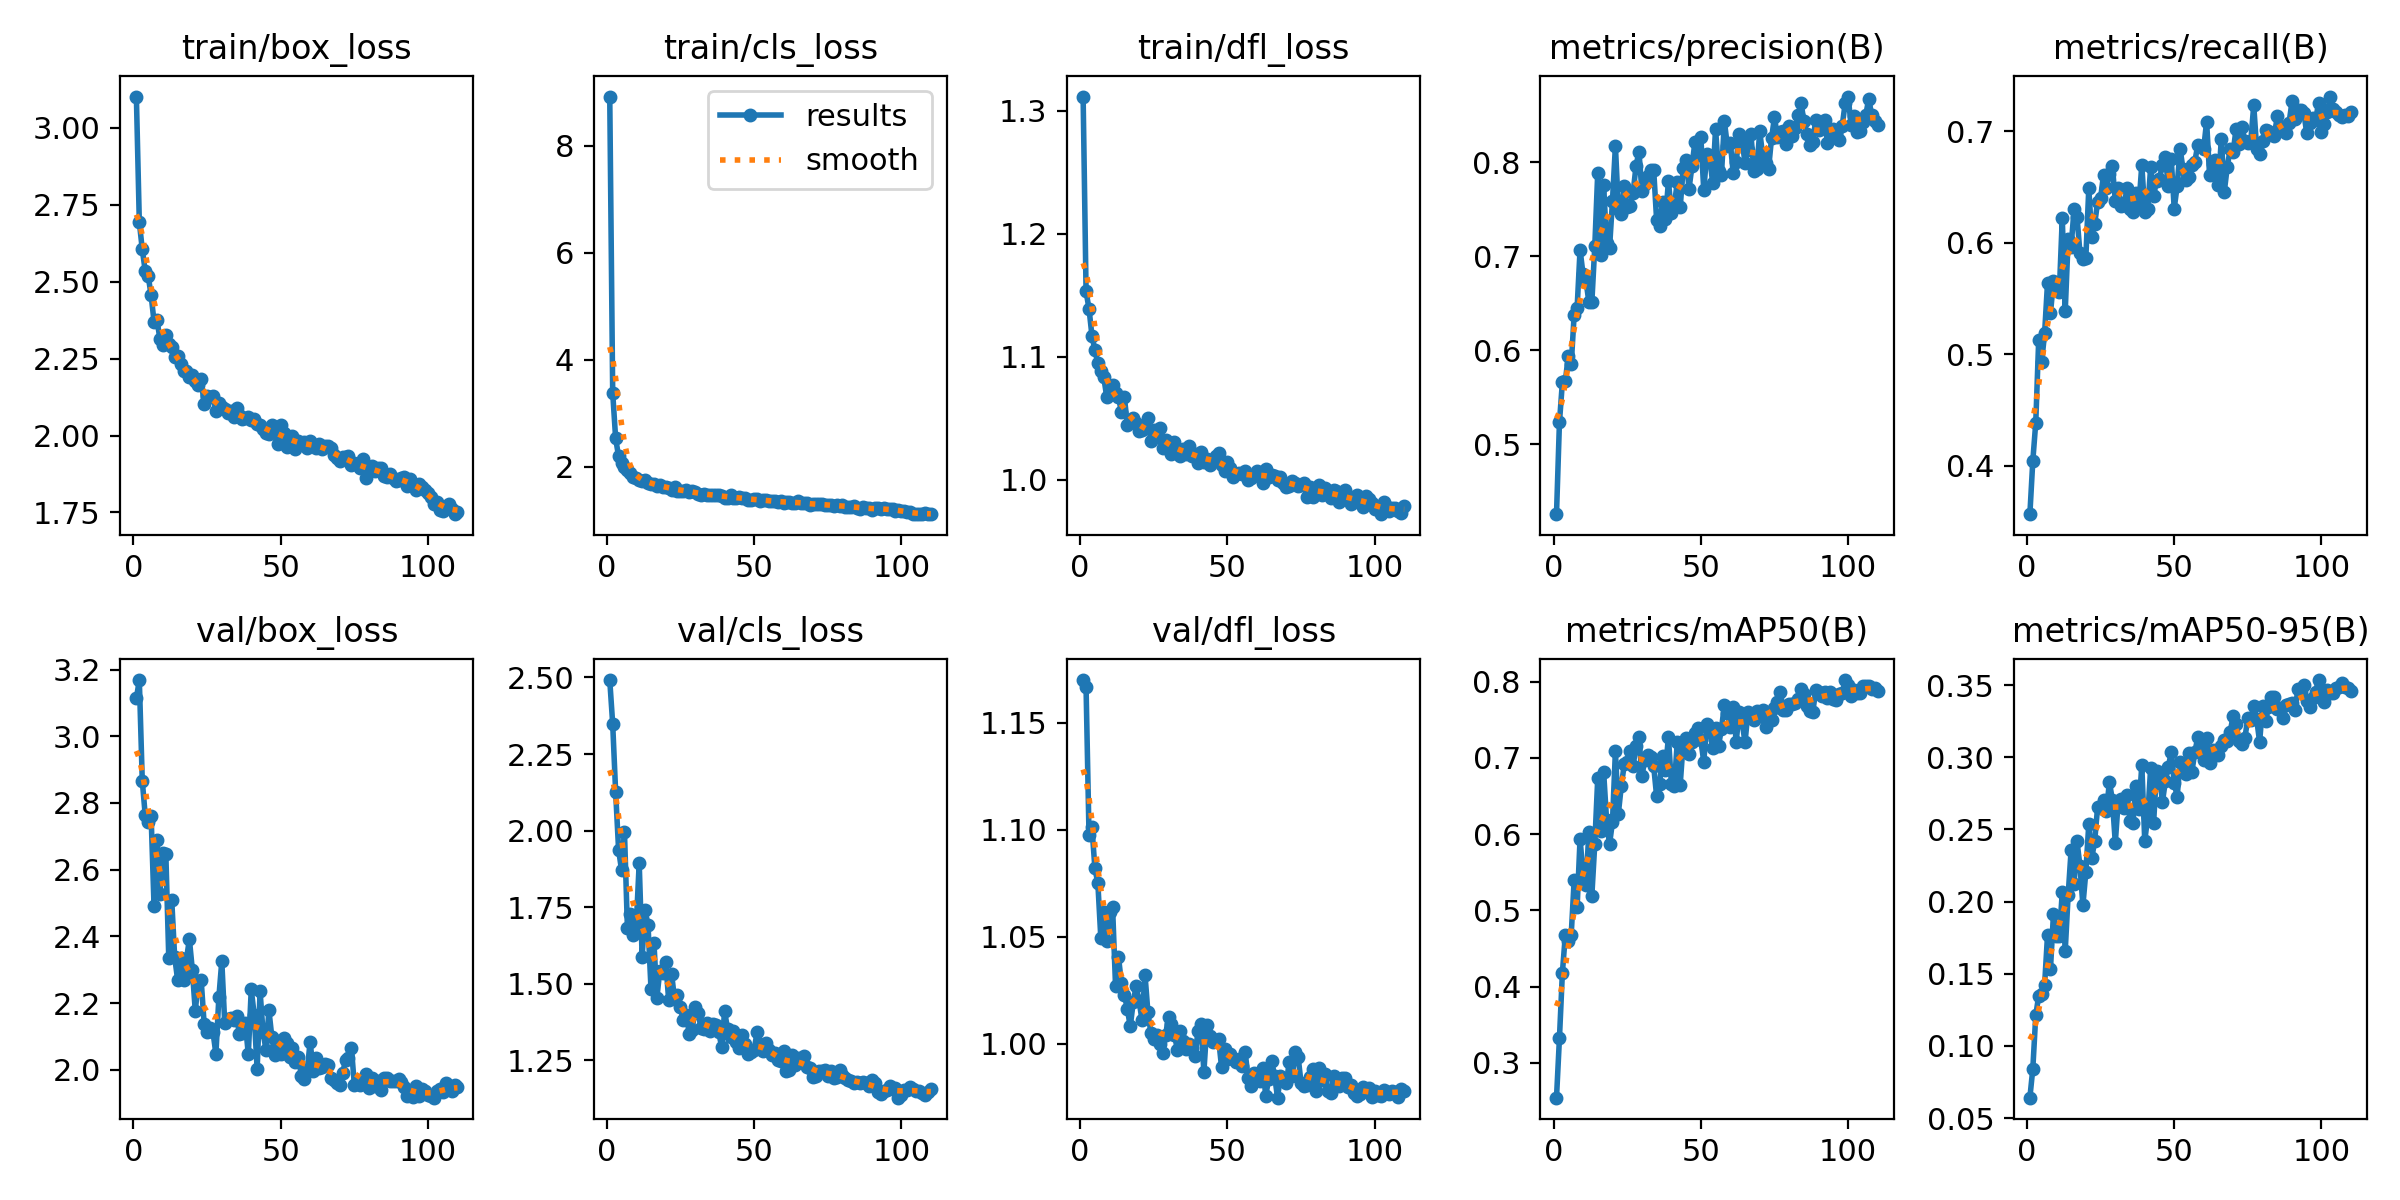 train/box_loss
3.00
2.75
2.50
2.25
2.00
1.75
0 50 100
train/cls_loss
results
smooth
8
6
4
2
0 50 100
train/dfl_loss
1.3
1.2
1.1
1.0
0 50 100
metrics/precision(B)
0.8
0.7
0.6
0.5
0 50 100
metrics/recall(B)
0.7
0.6
0.5
0.4
0 50 100
val/box_loss
3.2
3.0
2.8
2.6
2.4
2.2
2.0
0 50 100
val/cls_loss
2.50
2.25
2.00
1.75
1.50
1.25
0 50 100
val/dfl_loss
1.15
1.10
1.05
1.00
0 50 100
metrics/mAP50(B)
0.8
0.7
0.6
0.5
0.4
0.3
0 50 100
metrics/mAP50-95(B)
0.35
0.30
0.25
0.20
0.15
0.10
0.05
0 50 100